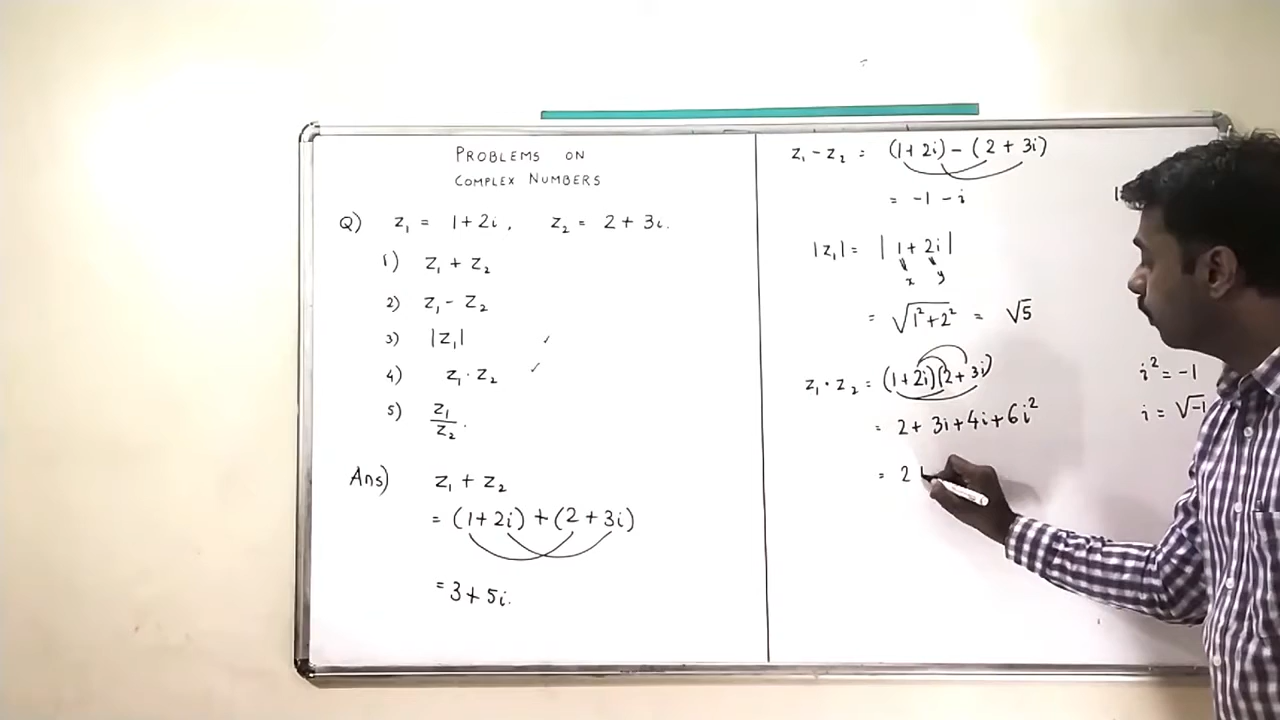 PROBLEMS ON
COMPLEX NUMBERS
Q) z₁ = 1+2i, z₂ = 2+3i.
1) z₁ + z₂
2) z₁ - z₂
3) |z₁|
4) z₁ · z₂
5) z₁/z₂.
Ans) z₁ + z₂
= (1+2i) + (2+3i)
= 3+5i.
z₁ - z₂ = (1+2i) - (2+3i)
= -1 - i
|z₁| = |1+2i|
x y
= √1²+2² = √5
z₁ · z₂ = (1+2i)(2+3i)
= 2+3i+4i+6i²
= 2
i² = -1
i = √-1